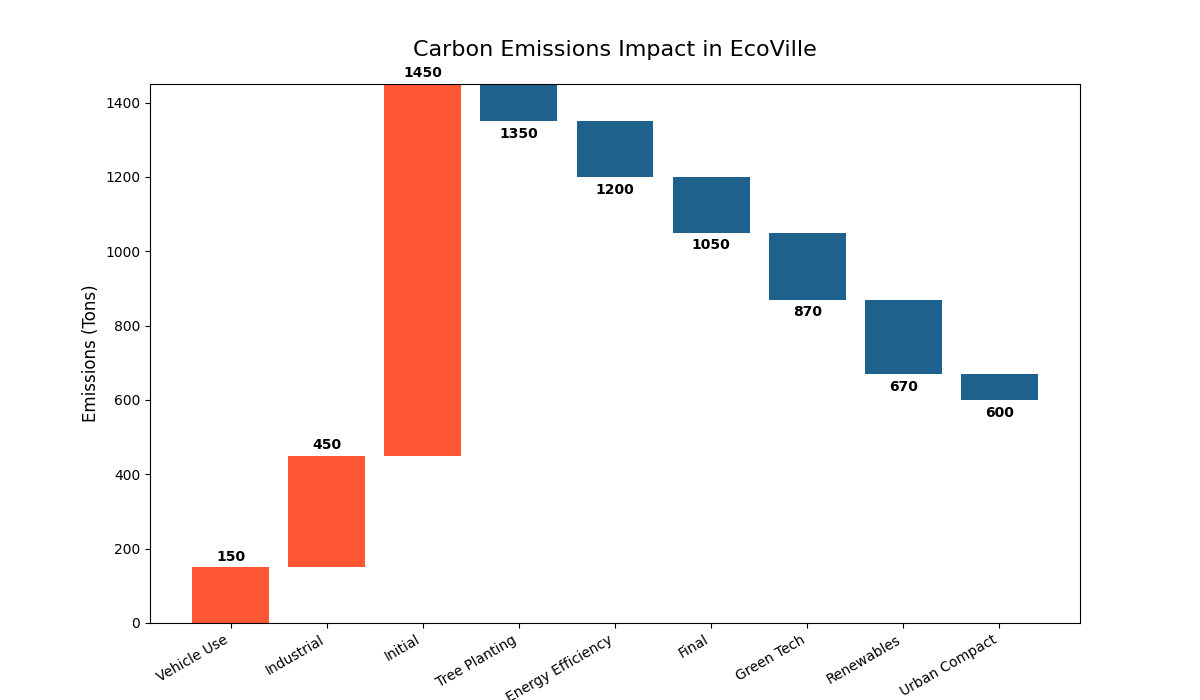 Carbon Emissions Impact in EcoVille
Emissions (Tons)
1400
1200
1000
800
600
400
200
0
150
450
1450
1350
1200
1050
870
670
600
Vehicle Use
Industrial
Initial
Tree Planting
Energy Efficiency
Final
Green Tech
Renewables
Urban Compact